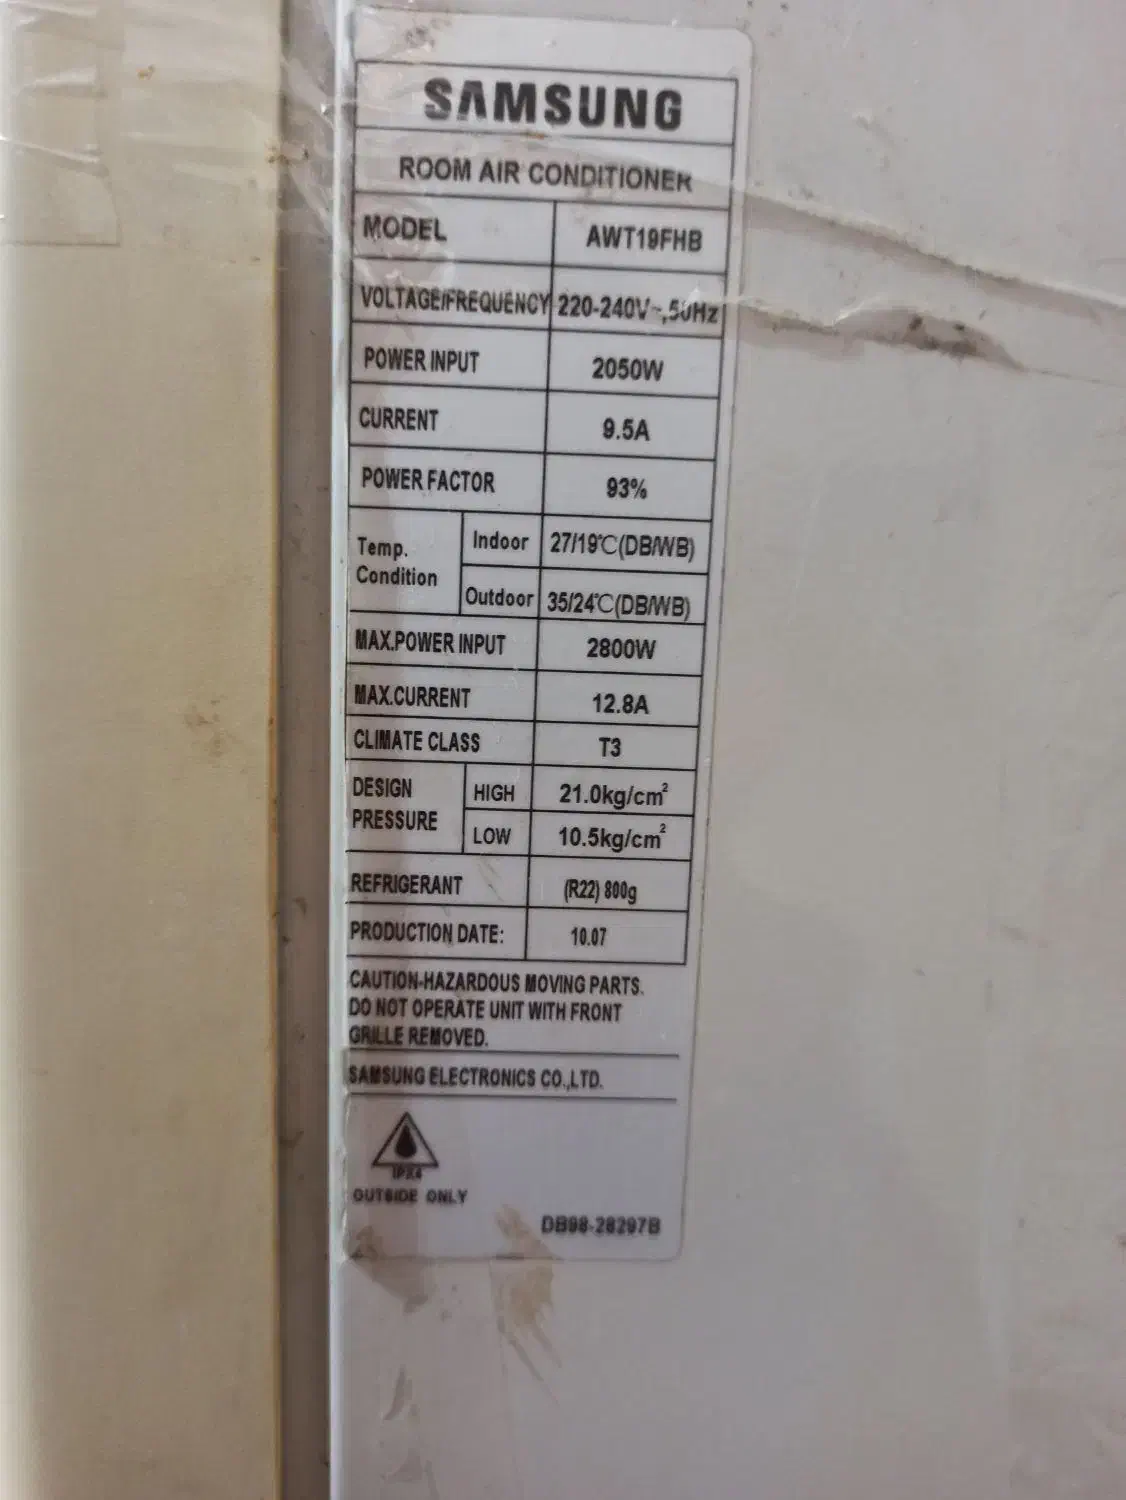 SAMSUNG
ROOM AIR CONDITIONER
MODEL AWT19FHB
VOLTAGE/FREQUENCY 220-240V~,50Hz
POWER INPUT 2050W
CURRENT 9.5A
POWER FACTOR 93%
Temp. Condition Indoor 27/19℃(DB/WB)
Outdoor 35/24℃(DB/WB)
MAX.POWER INPUT 2800W
MAX.CURRENT 12.8A
CLIMATE CLASS T3
DESIGN PRESSURE HIGH 21.0kg/cm²
LOW 10.5kg/cm²
REFRIGERANT (R22) 800g
PRODUCTION DATE: 10.07
CAUTION-HAZARDOUS MOVING PARTS.
DO NOT OPERATE UNIT WITH FRONT
GRILLE REMOVED.
SAMSUNG ELECTRONICS CO.,LTD.
IPX4
OUTSIDE ONLY
DB98-28297B